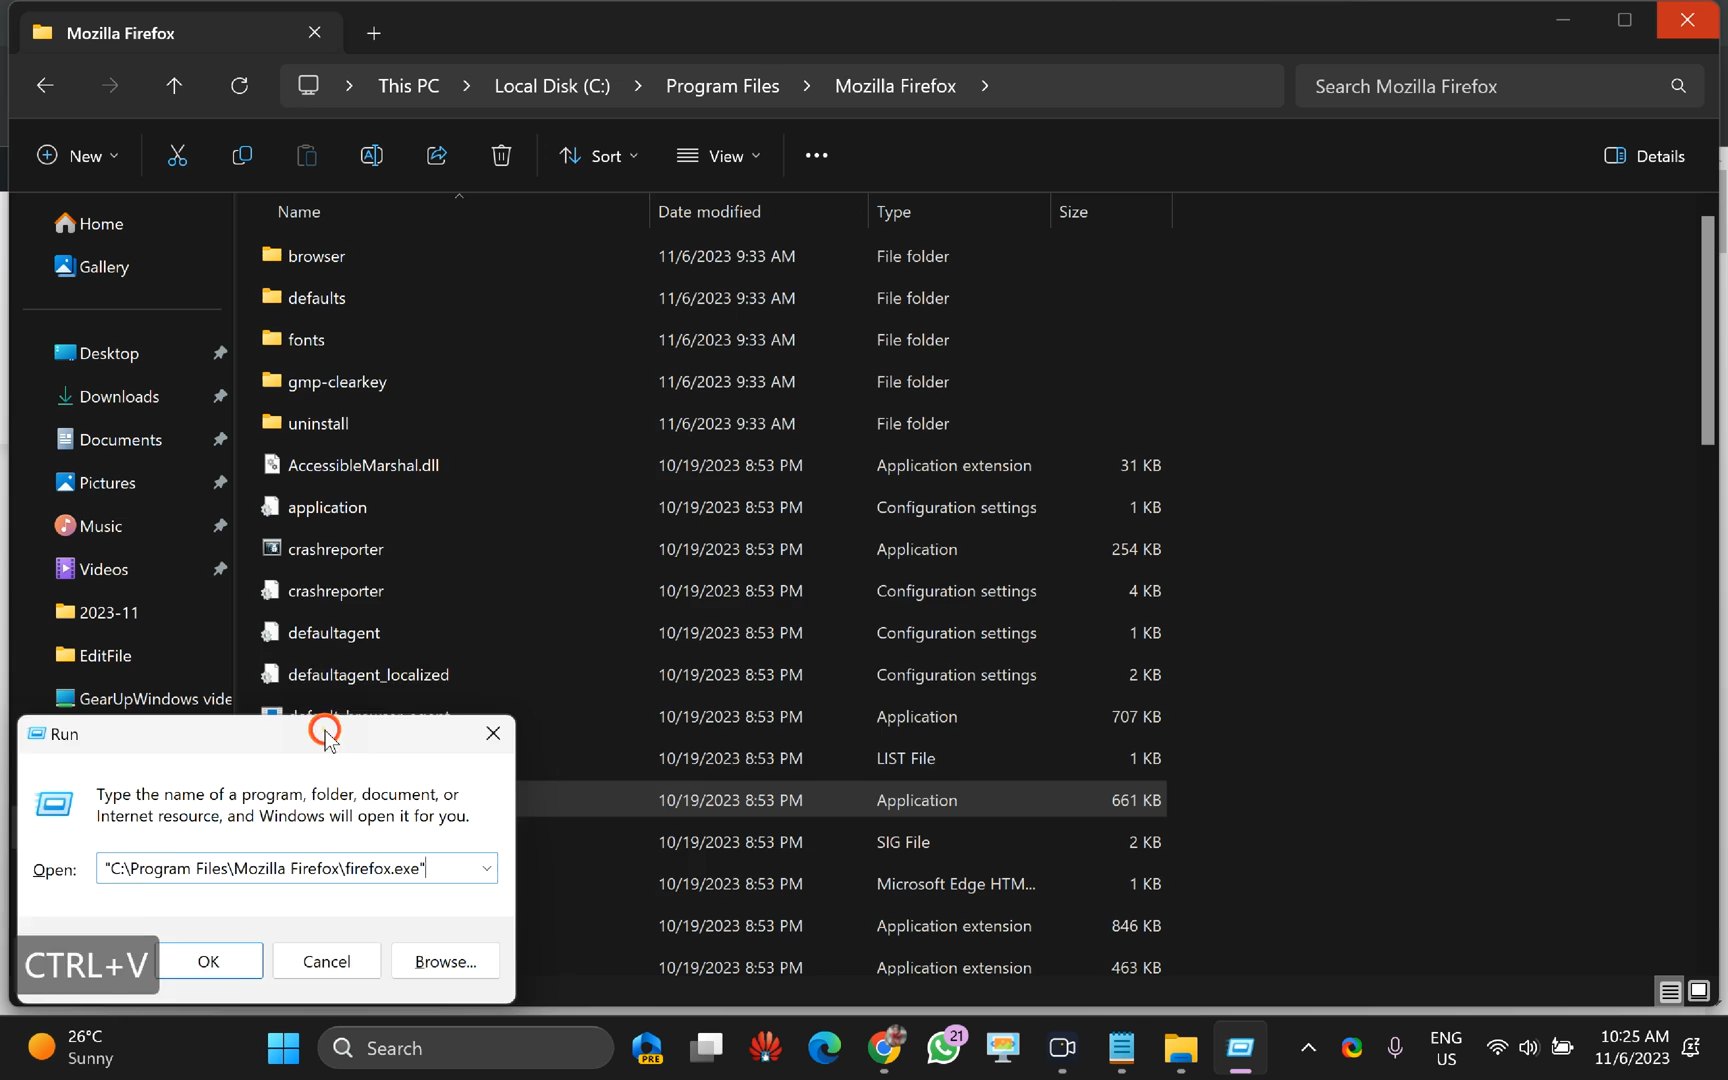 Mozilla Firefox
This PC
Local Disk (C:)
Program Files
Mozilla Firefox
Search Mozilla Firefox
New
Sort
View
Details
Name
Date modified
Type
Size
Home
Gallery
Desktop
Downloads
Documents
Pictures
Music
Videos
2023-11
EditFile
GearUpWindows vide
browser 11/6/2023 9:33 AM File folder
defaults 11/6/2023 9:33 AM File folder
fonts 11/6/2023 9:33 AM File folder
gmp-clearkey 11/6/2023 9:33 AM File folder
uninstall 11/6/2023 9:33 AM File folder
AccessibleMarshal.dll 10/19/2023 8:53 PM Application extension 31 KB
application 10/19/2023 8:53 PM Configuration settings 1 KB
crashreporter 10/19/2023 8:53 PM Application 254 KB
crashreporter 10/19/2023 8:53 PM Configuration settings 4 KB
defaultagent 10/19/2023 8:53 PM Configuration settings 1 KB
defaultagent_localized 10/19/2023 8:53 PM Configuration settings 2 KB
10/19/2023 8:53 PM Application 707 KB
10/19/2023 8:53 PM LIST File 1 KB
10/19/2023 8:53 PM Application 661 KB
10/19/2023 8:53 PM SIG File 2 KB
10/19/2023 8:53 PM Microsoft Edge HTM... 1 KB
10/19/2023 8:53 PM Application extension 846 KB
10/19/2023 8:53 PM Application extension 463 KB
Run
Type the name of a program, folder, document, or
Internet resource, and Windows will open it for you.
Open: "C:\Program Files\Mozilla Firefox\firefox.exe"
CTRL+V
OK
Cancel
Browse...
26°C
Sunny
Search
PRE
21
ENG
US
10:25 AM
11/6/2023